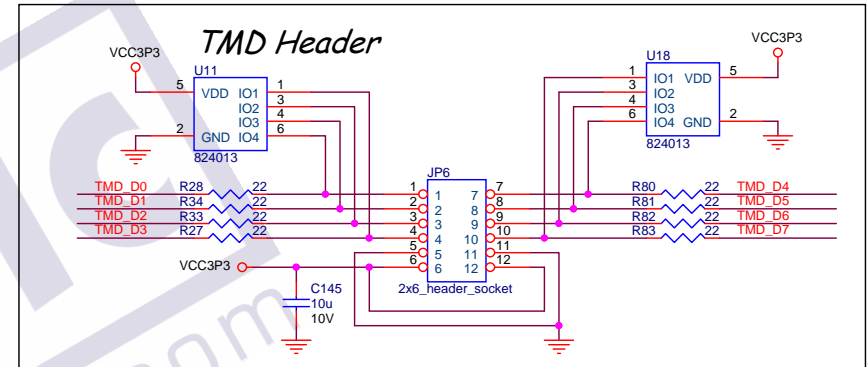 TMD Header
VCC3P3
U11
5 VDD IO1 1
IO2 3
IO3 4
2 GND IO4 6
824013
VCC3P3
U18
1 IO1 VDD 5
3 IO2
4 IO3
6 IO4 GND 2
824013
JP6
TMD_D0 R28 22 1 1 7 7 R80 22 TMD_D4
TMD_D1 R34 22 2 2 8 8 R81 22 TMD_D5
TMD_D2 R33 22 3 3 9 9 R82 22 TMD_D6
TMD_D3 R27 22 4 4 10 10 R83 22 TMD_D7
5 5 11 11
VCC3P3 6 6 12 12
2x6_header_socket
C145
10u
10V
com